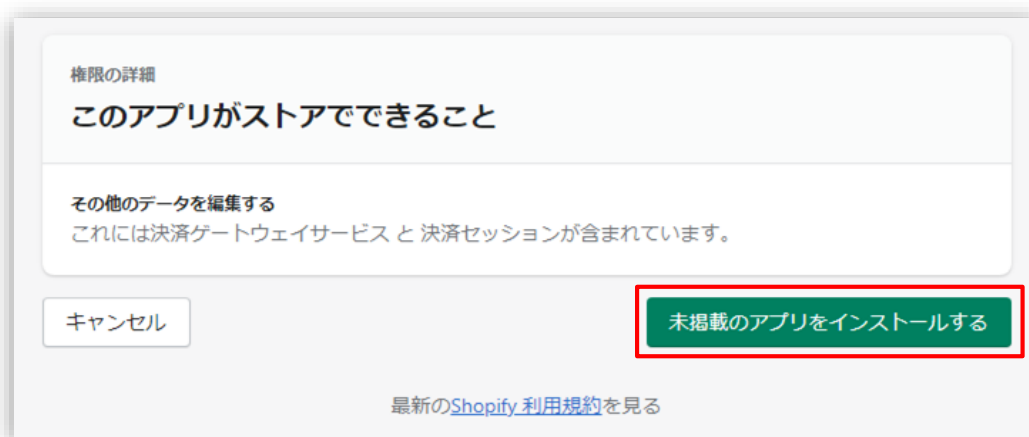 権限の詳細
このアプリがストアでできること
その他のデータを編集する
これには決済ゲートウェイサービス と 決済セッションが含まれています。
キャンセル
未掲載のアプリをインストールする
最新のShopify 利用規約を見る